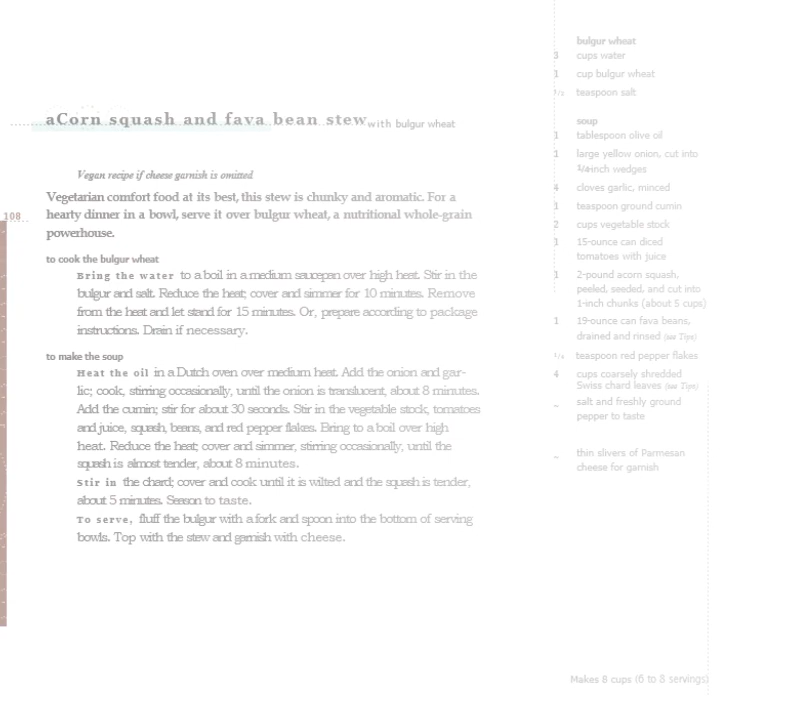 aCorn squash and fava bean stew with bulgur wheat
Vegan recipe if cheese garnish is omitted
Vegetarian comfort food at its best, this stew is chunky and aromatic. For a
hearty dinner in a bowl, serve it over bulgur wheat, a nutritional whole-grain
powerhouse.
108
to cook the bulgur wheat
Bring the water to a boil in a medium saucepan over high heat. Stir in the
bulgur and salt. Reduce the heat; cover and simmer for 10 minutes. Remove
from the heat and let stand for 15 minutes. Or, prepare according to package
instructions. Drain if necessary.
to make the soup
Heat the oil in a Dutch oven over medium heat. Add the onion and gar-
lic; cook, stirring occasionally, until the onion is translucent, about 8 minutes.
Add the cumin; stir for about 30 seconds. Stir in the vegetable stock, tomatoes
and juice, squash, beans, and red pepper flakes. Bring to a boil over high
heat. Reduce the heat; cover and simmer, stirring occasionally, until the
squash is almost tender, about 8 minutes.
Stir in the chard; cover and cook until it is wilted and the squash is tender,
about 5 minutes. Season to taste.
To serve, fluff the bulgur with a fork and spoon into the bottom of serving
bowls. Top with the stew and garnish with cheese.
bulgur wheat
3 cups water
1 cup bulgur wheat
1/2 teaspoon salt
soup
1 tablespoon olive oil
1 large yellow onion, cut into
1/4-inch wedges
4 cloves garlic, minced
1 teaspoon ground cumin
2 cups vegetable stock
1 15-ounce can diced
tomatoes with juice
1 2-pound acorn squash,
peeled, seeded, and cut into
1-inch chunks (about 5 cups)
1 19-ounce can fava beans,
drained and rinsed (see Tips)
teaspoon red pepper flakes
4 cups coarsely shredded
Swiss chard leaves (see Tips)
_ salt and freshly ground
pepper to taste
_ thin slivers of Parmesan
cheese for garnish
Makes 8 cups (6 to 8 servings)